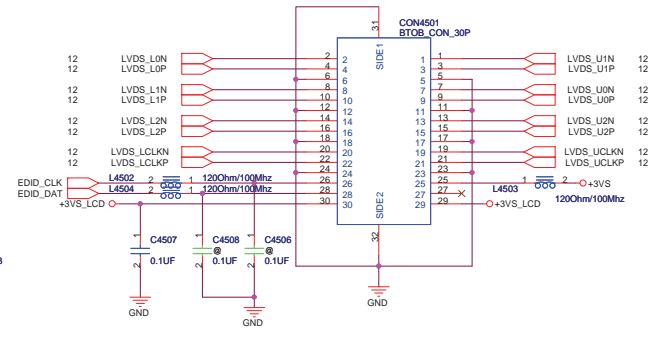 CON4501
BTOB_CON_30P
31
SIDE1
12 LVDS_L0N 2 2 1 1 LVDS_U1N 12
12 LVDS_L0P 4 4 3 3 LVDS_U1P 12
6 6 5 5
12 LVDS_L1N 8 8 7 7 LVDS_U0N 12
12 LVDS_L1P 10 10 9 9 LVDS_U0P 12
12 12 11 11
12 LVDS_L2N 14 14 13 13 LVDS_U2N 12
12 LVDS_L2P 16 16 15 15 LVDS_U2P 12
18 18 17 17
12 LVDS_LCLKN 20 20 19 19 LVDS_UCLKN 12
12 LVDS_LCLKP 22 22 21 21 LVDS_UCLKP 12
24 24 23 23
EDID_CLK L4502 2 1 120Ohm/100Mhz 26 26 25 25 1 2 +3VS
EDID_DAT L4504 2 1 120Ohm/100Mhz 28 28 27 27 L4503
120Ohm/100Mhz
+3VS_LCD 30 30 29 29 +3VS_LCD
SIDE2
32
1 C4507 1 C4508 1 C4506
@ @
2 0.1UF 2 0.1UF 2 0.1UF
GND
GND
GND